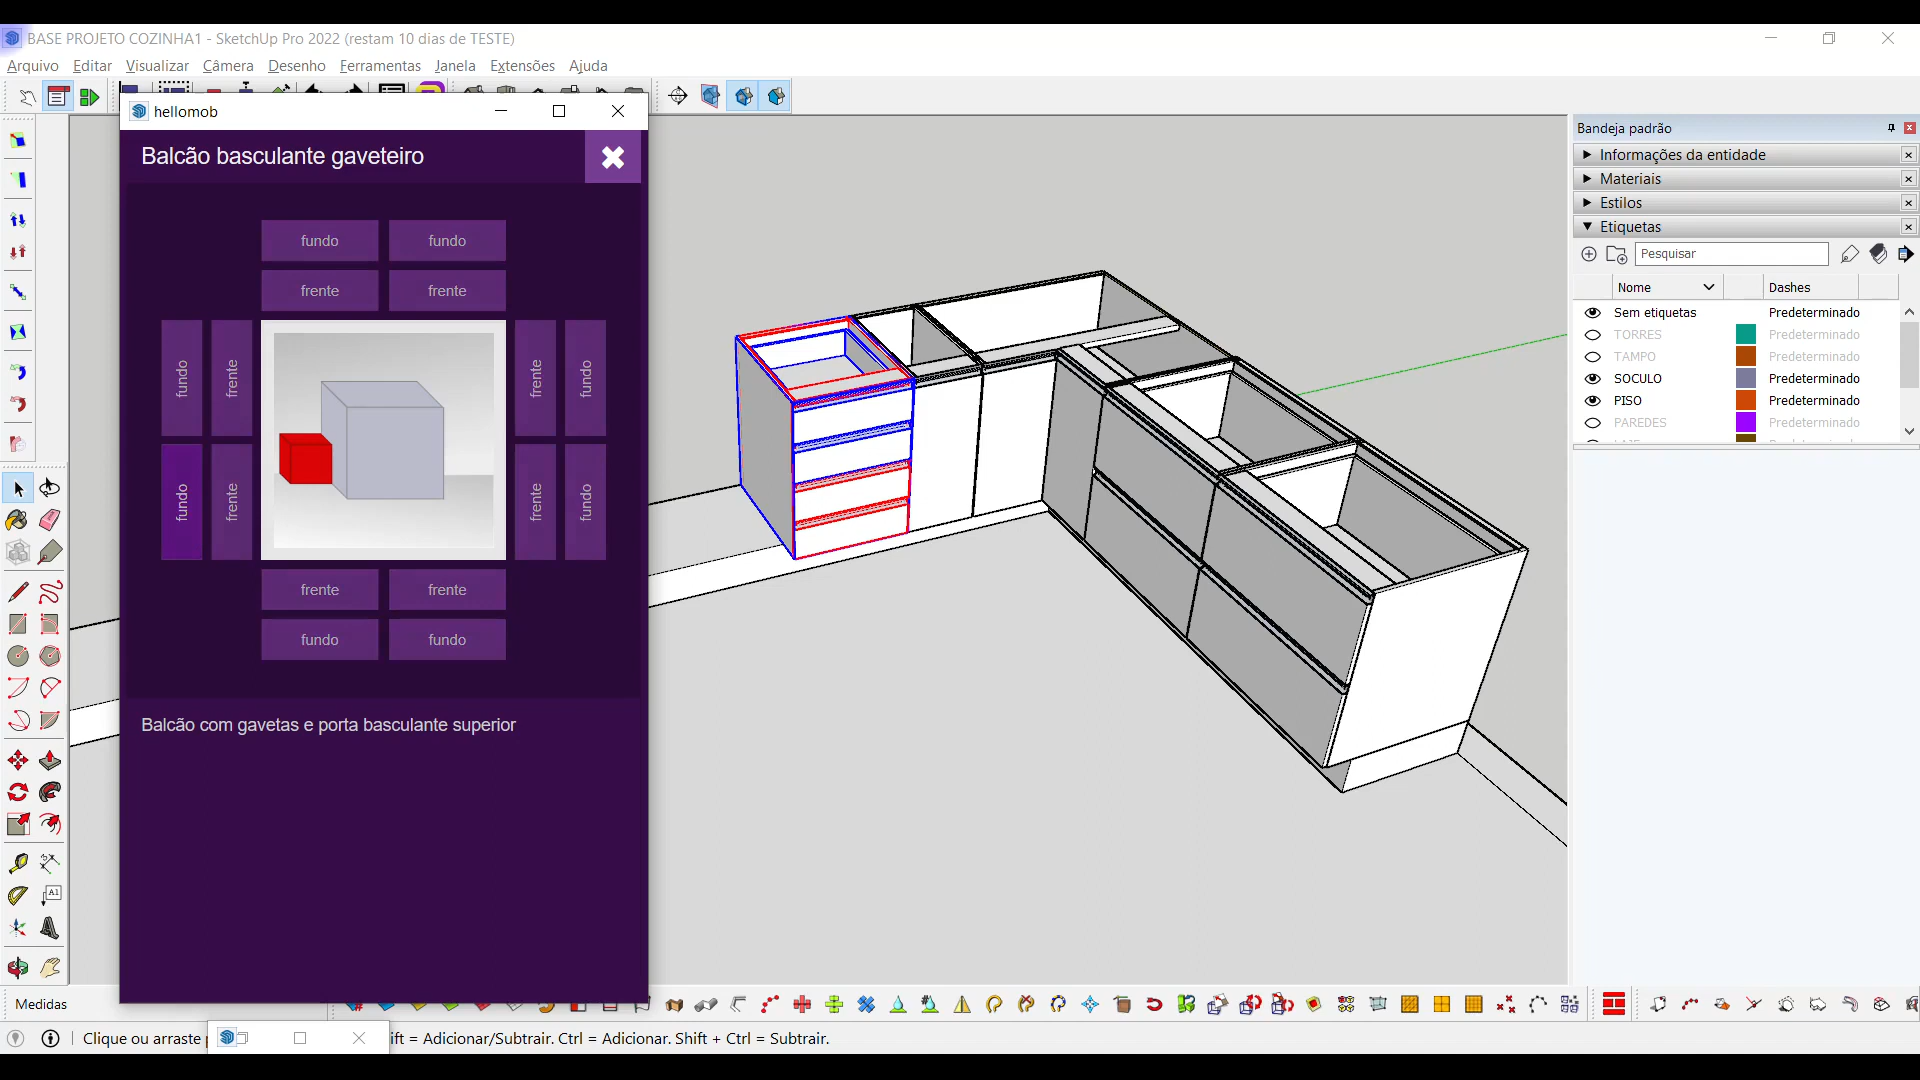 BASE PROJETO COZINHA1 - SketchUp Pro 2022 (restam 10 dias de TESTE)
Arquivo Editar Visualizar Câmera Desenho Ferramentas Janela Extensões Ajuda
hellomob
Balcão basculante gaveteiro
fundo fundo
frente frente
fundo frente frente fundo
fundo frente frente fundo
frente frente
fundo fundo
Balcão com gavetas e porta basculante superior
Bandeja padrão
Informações da entidade
Materiais
Estilos
Etiquetas
Pesquisar
Nome Dashes
Sem etiquetas Predeterminado
TORRES Predeterminado
TAMPO Predeterminado
SOCULO Predeterminado
PISO Predeterminado
PAREDES Predeterminado
A1
Medidas
Clique ou arraste
ift = Adicionar/Subtrair. Ctrl = Adicionar. Shift + Ctrl = Subtrair.